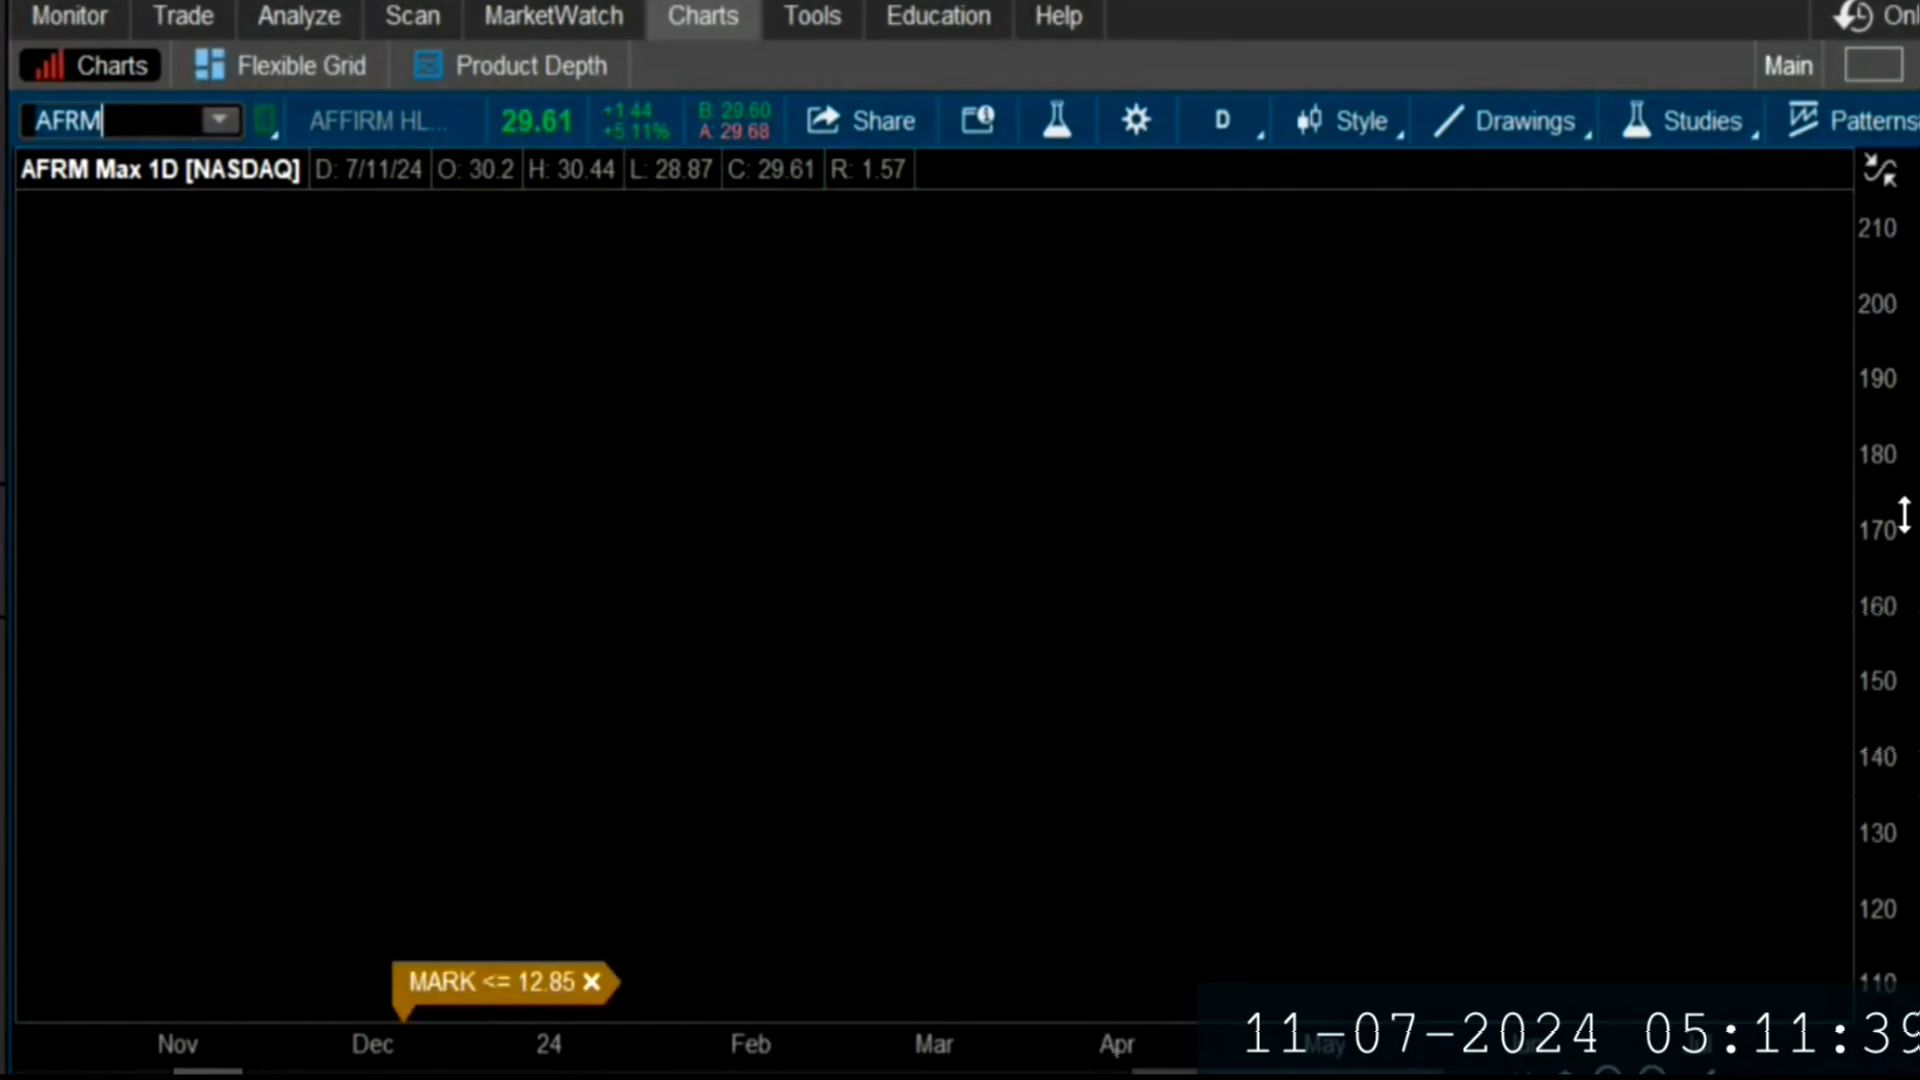 Monitor Trade Analyze Scan MarketWatch Charts Tools Education Help
Charts Flexible Grid Product Depth Main
AFRM AFFIRM HL... 29.61 +1.44 B: 29.60 Share D Style Drawings Studies Patterns
+5.11% A: 29.68
AFRM Max 1D [NASDAQ] D: 7/11/24 O: 30.2 H: 30.44 L: 28.87 C: 29.61 R: 1.57
210
200
190
180
170
160
150
140
130
120
110
MARK <= 12.85
11-07-2024 05:11:39
Nov Dec 24 Feb Mar Apr May